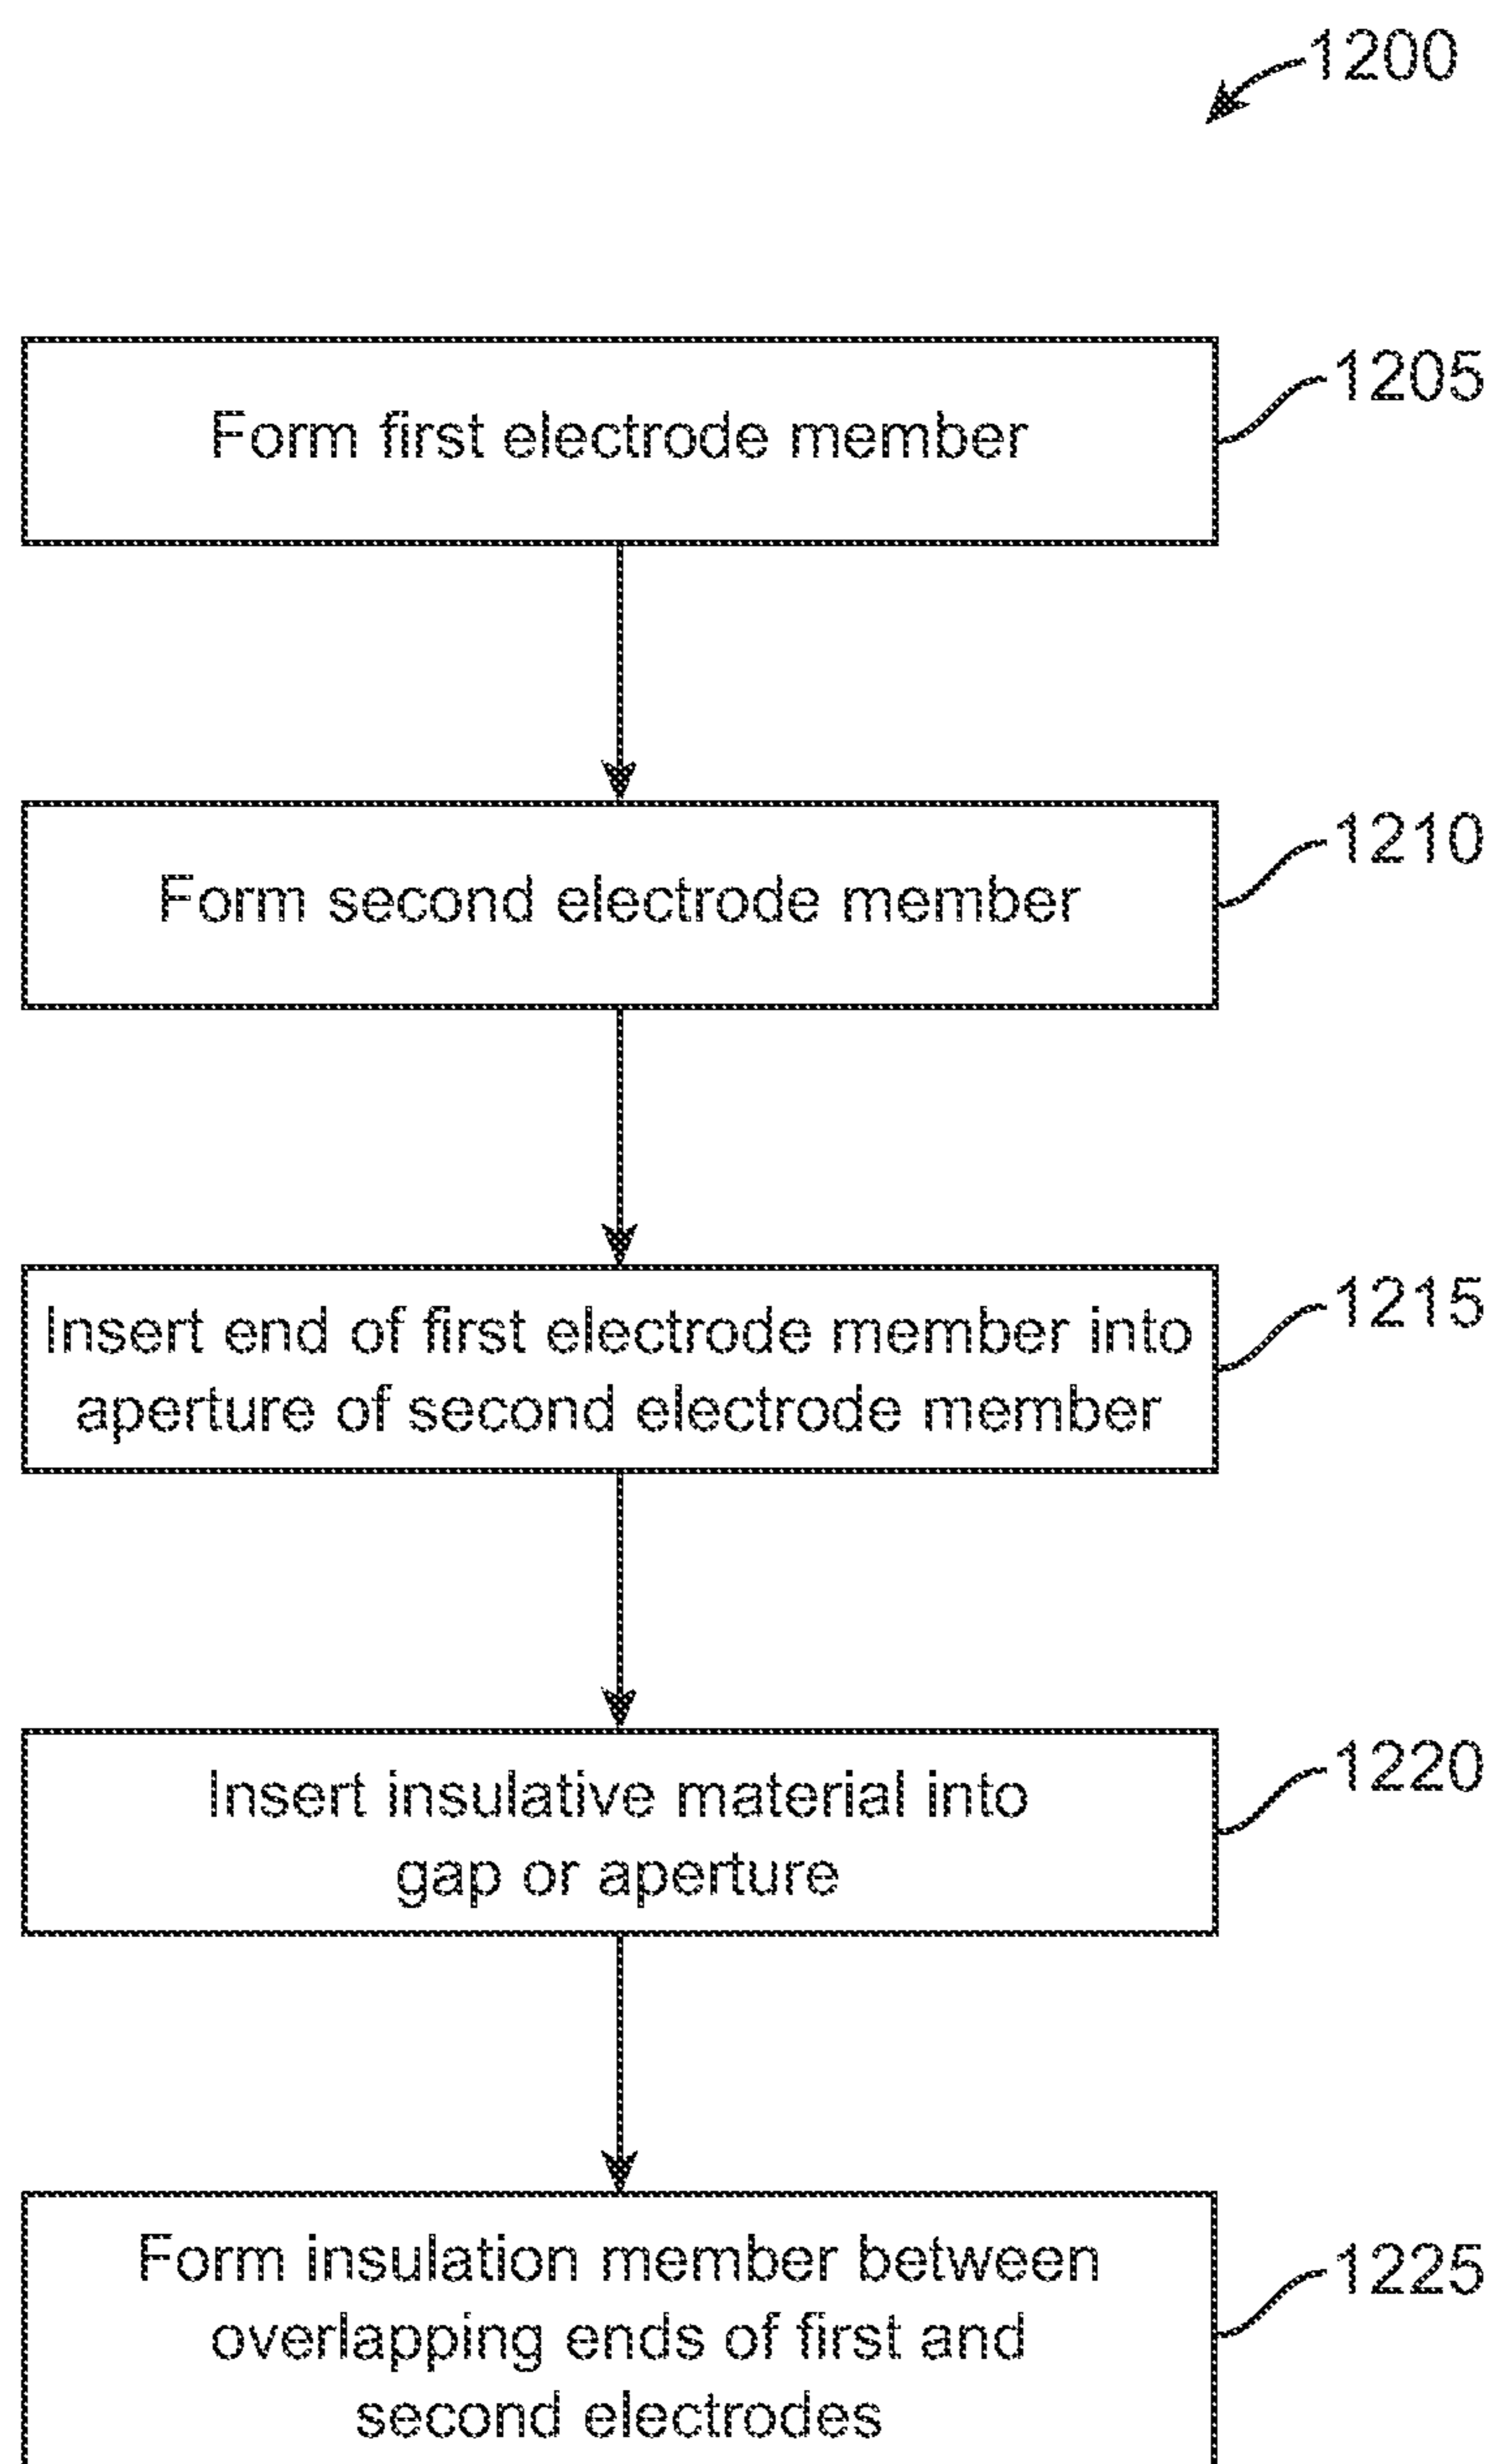 1200
Form first electrode member
1205
Form second electrode member
1210
Insert end of first electrode member into
aperture of second electrode member
1215
Insert insulative material into
gap or aperture
1220
Form insulation member between
overlapping ends of first and
second electrodes
1225